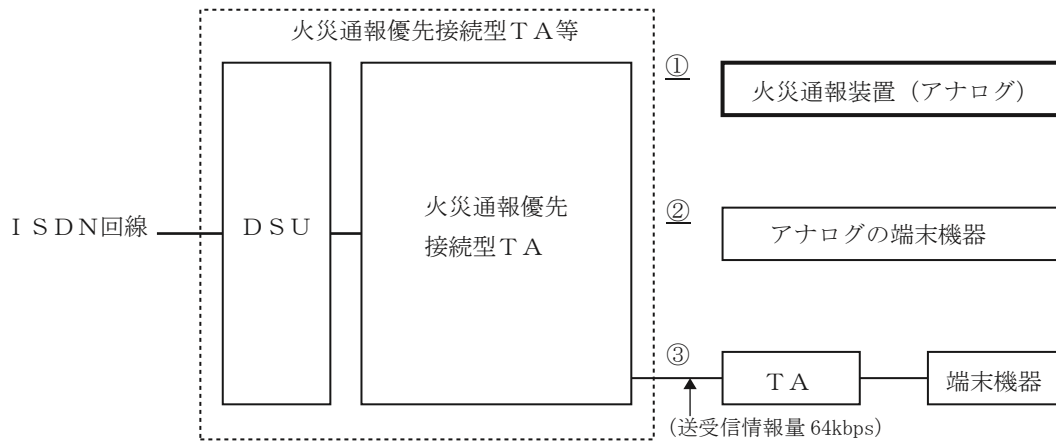 火災通報優先接続型ＴＡ等
①
火災通報装置（アナログ）
ＩＳＤＮ回線
ＤＳＵ
火災通報優先
接続型ＴＡ
②
アナログの端末機器
③
ＴＡ
端末機器
(送受信情報量 64kbps)